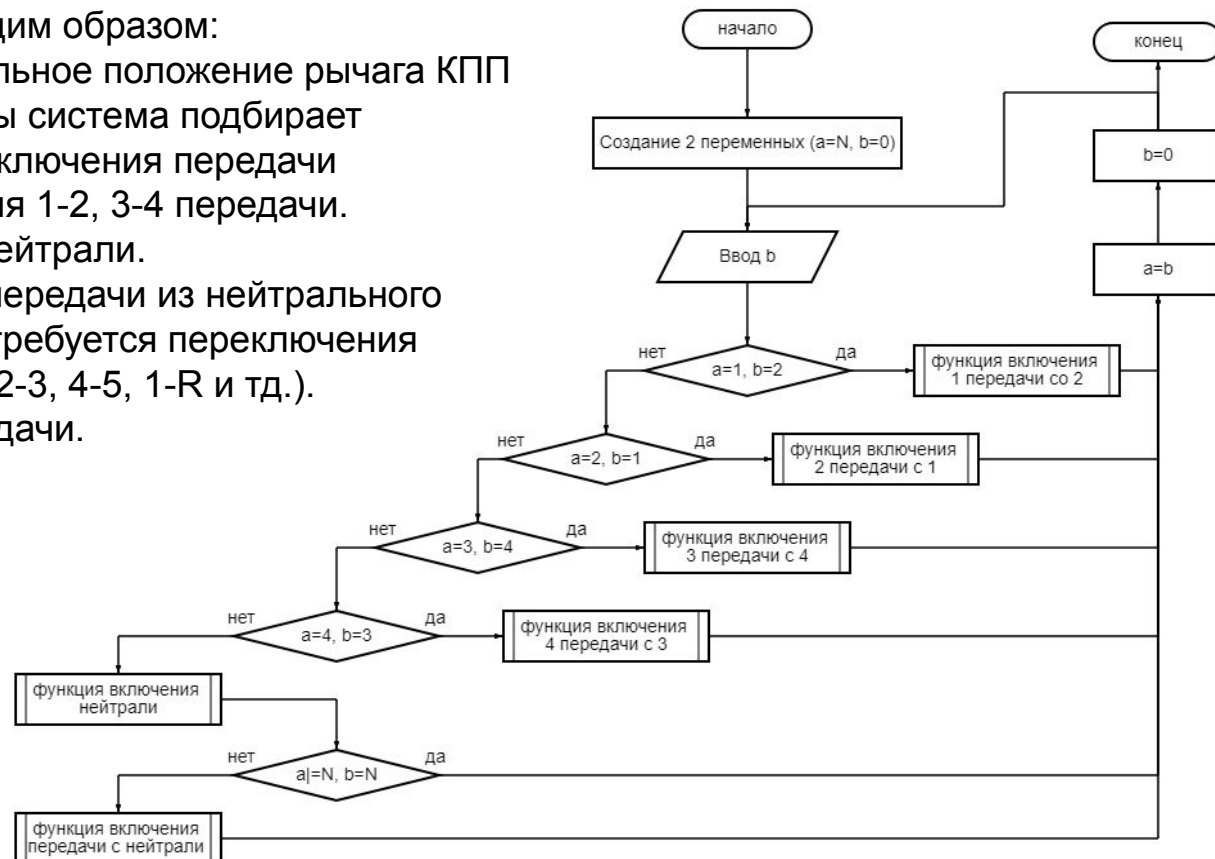 щим образом:
льное положение рычага КПП
ы система подбирает
ключения передачи
ия 1-2, 3-4 передачи.
ейтрали.
передачи из нейтрального
требуется переключения
2-3, 4-5, 1-R и тд.).
дачи.
начало
конец
Создание 2 переменных (a=N, b=0)
b=0
Ввод b
a=b
нет
a=1, b=2
да
функция включения
1 передачи со 2
нет
a=2, b=1
да
функция включения
2 передачи с 1
нет
a=3, b=4
да
функция включения
3 передачи с 4
нет
a=4, b=3
да
функция включения
4 передачи с 3
функция включения
нейтрали
нет
a|=N, b=N
да
функция включения
передачи с нейтрали